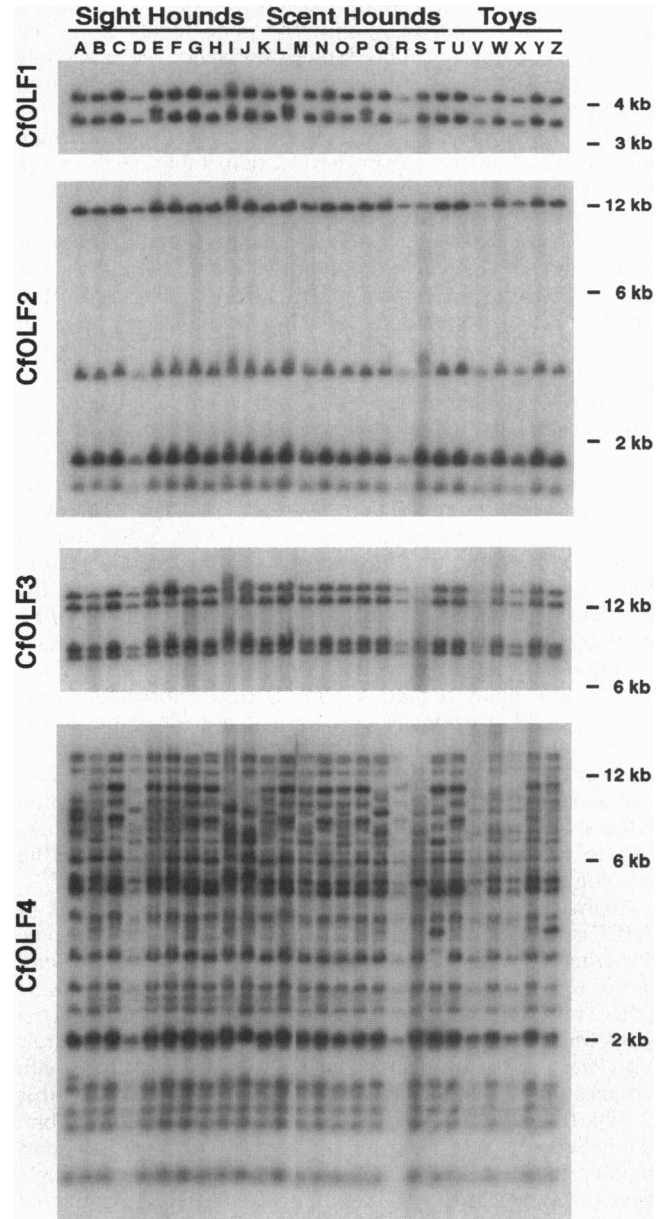 Sight Hounds Scent Hounds Toys
A B C D E F G H I J K L M N O P Q R S T U V W X Y Z
CfOLF1
– 4 kb
– 3 kb
CfOLF2
– 12 kb
– 6 kb
– 2 kb
CfOLF3
– 12 kb
– 6 kb
CfOLF4
– 12 kb
– 6 kb
– 2 kb